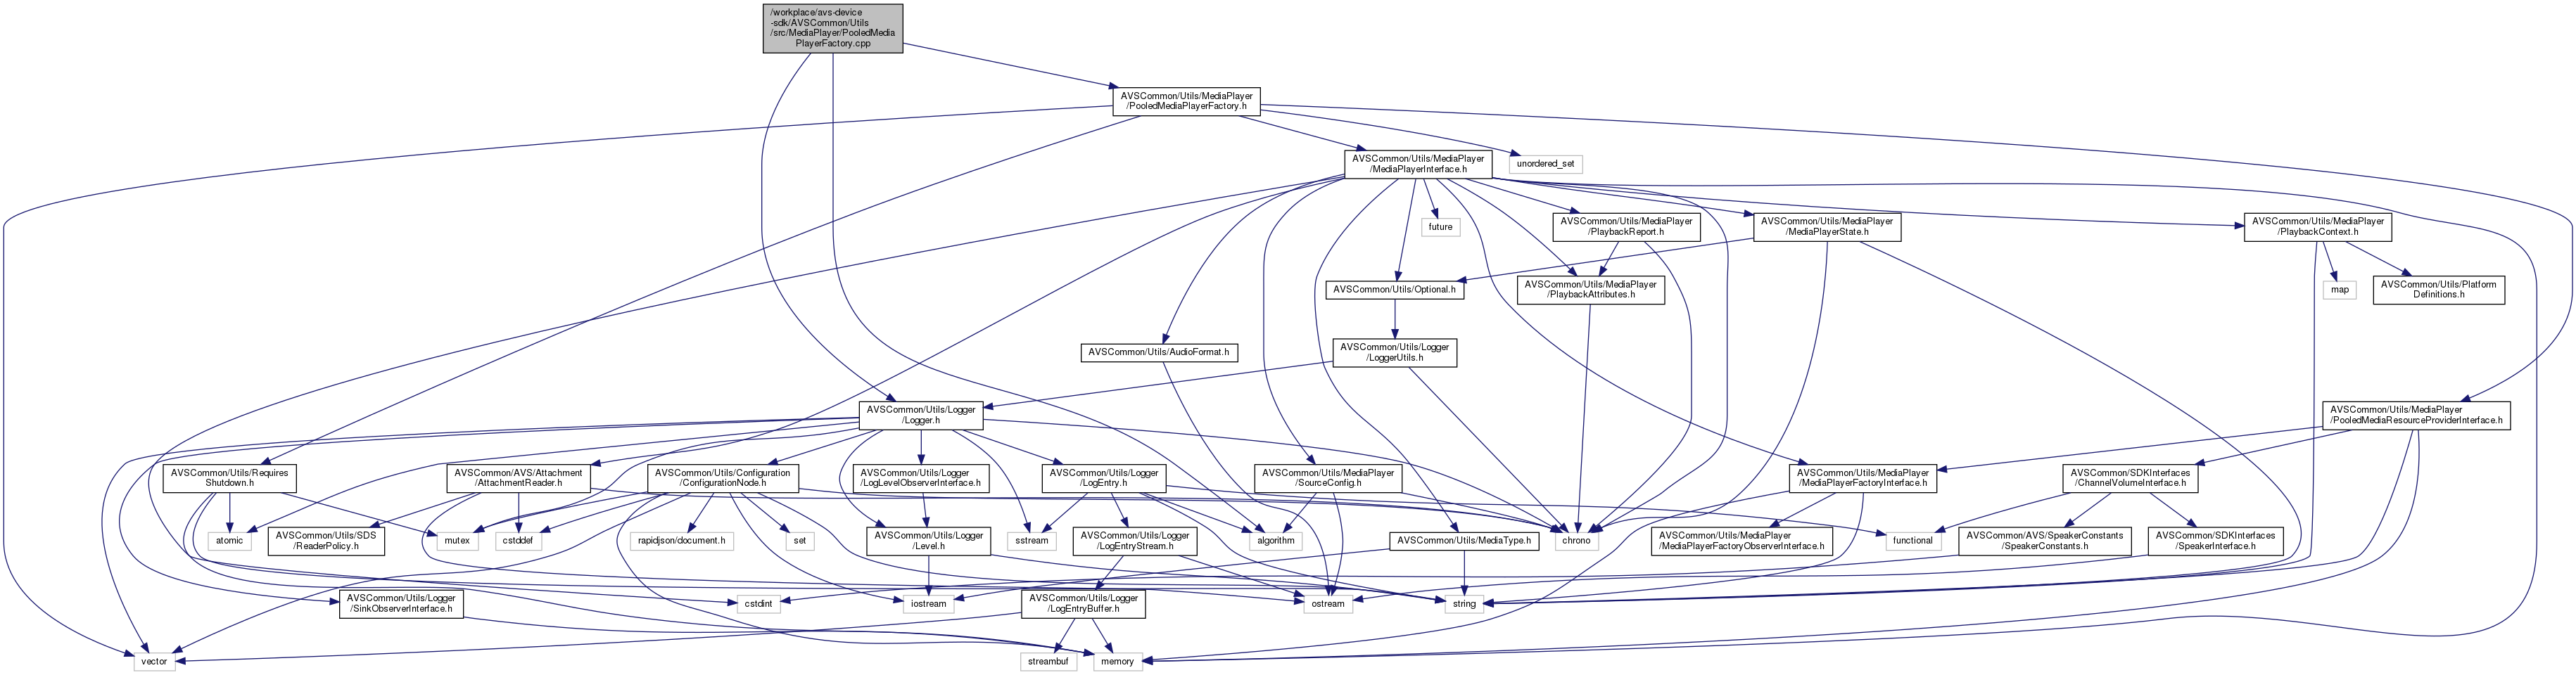 /workplace/avs-device
-sdk/AVSCommon/Utils
/src/MediaPlayer/PooledMedia
PlayerFactory.cpp
AVSCommon/Utils/MediaPlayer
/PooledMediaPlayerFactory.h
AVSCommon/Utils/MediaPlayer
/MediaPlayerInterface.h
unordered_set
future
AVSCommon/Utils/MediaPlayer
/PlaybackReport.h
AVSCommon/Utils/MediaPlayer
/MediaPlayerState.h
AVSCommon/Utils/MediaPlayer
/PlaybackContext.h
AVSCommon/Utils/Optional.h
AVSCommon/Utils/MediaPlayer
/PlaybackAttributes.h
map
AVSCommon/Utils/Platform
Definitions.h
AVSCommon/Utils/AudioFormat.h
AVSCommon/Utils/Logger
/LoggerUtils.h
AVSCommon/Utils/Logger
/Logger.h
AVSCommon/Utils/MediaPlayer
/PooledMediaResourceProviderInterface.h
AVSCommon/Utils/Requires
Shutdown.h
AVSCommon/AVS/Attachment
/AttachmentReader.h
AVSCommon/Utils/Configuration
/ConfigurationNode.h
AVSCommon/Utils/Logger
/LogLevelObserverInterface.h
AVSCommon/Utils/Logger
/LogEntry.h
AVSCommon/Utils/MediaPlayer
/SourceConfig.h
AVSCommon/Utils/MediaPlayer
/MediaPlayerFactoryInterface.h
AVSCommon/SDKInterfaces
/ChannelVolumeInterface.h
atomic
AVSCommon/Utils/SDS
/ReaderPolicy.h
mutex
cstddef
rapidjson/document.h
set
AVSCommon/Utils/Logger
/Level.h
sstream
AVSCommon/Utils/Logger
/LogEntryStream.h
algorithm
AVSCommon/Utils/MediaType.h
chrono
AVSCommon/Utils/MediaPlayer
/MediaPlayerFactoryObserverInterface.h
functional
AVSCommon/AVS/SpeakerConstants
/SpeakerConstants.h
AVSCommon/SDKInterfaces
/SpeakerInterface.h
AVSCommon/Utils/Logger
/SinkObserverInterface.h
cstdint
iostream
AVSCommon/Utils/Logger
/LogEntryBuffer.h
ostream
string
vector
streambuf
memory